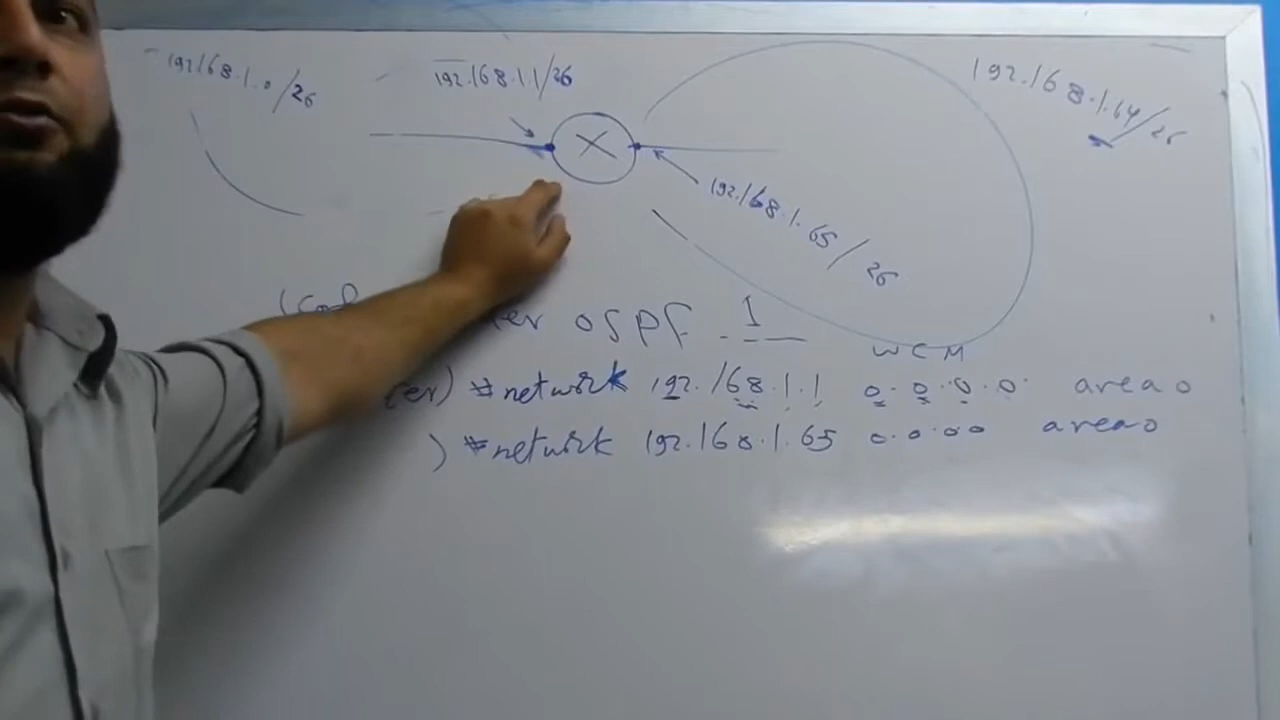 192.168.1.0/26
192.168.1.1/26
192.168.1.64/26
192.168.1.65/26
ospf 1
WCM
#network 192.168.1.1 0.0.0.0 area 0
) #network 192.168.1.65 0.0.0.0 area 0